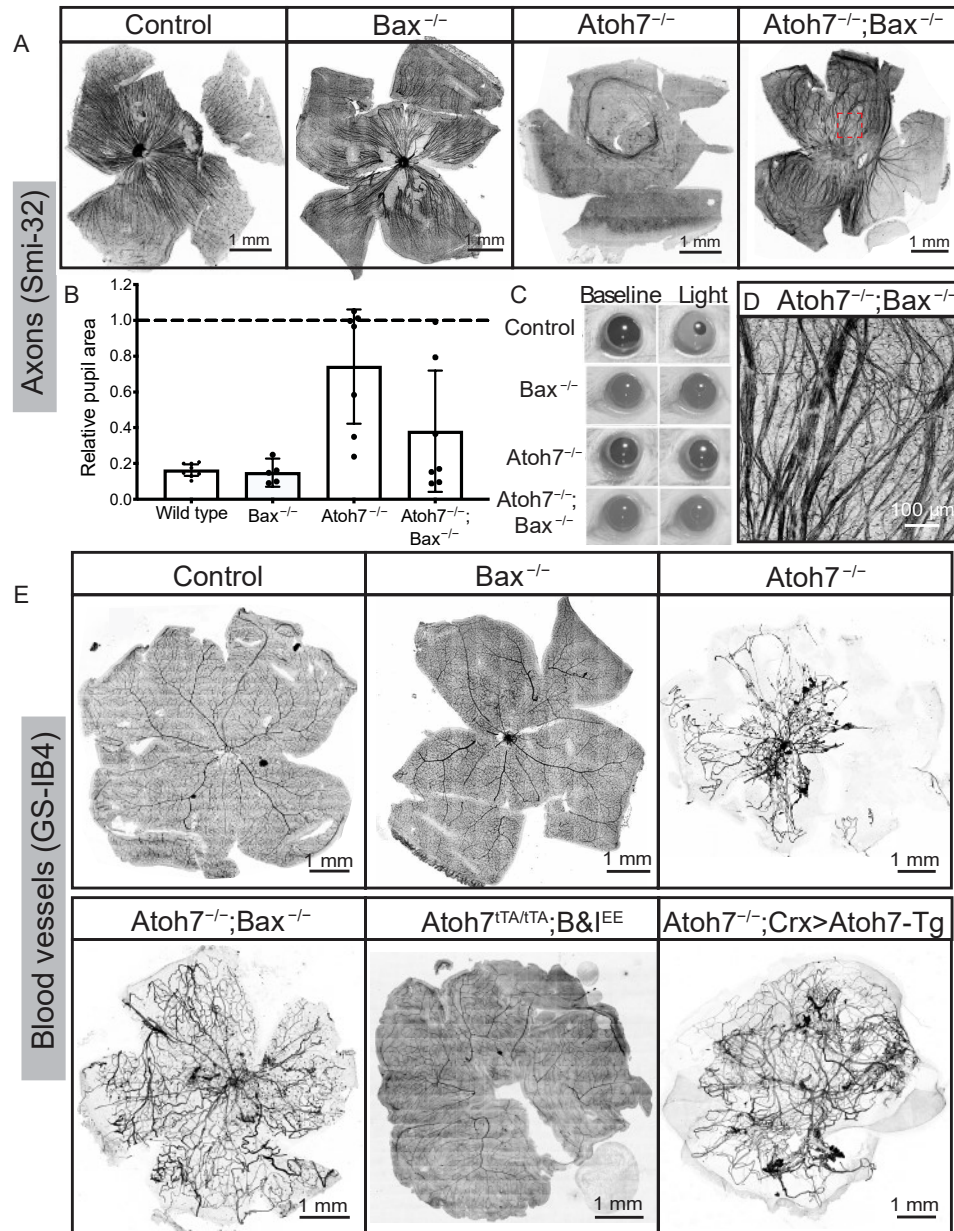 A
Control
Bax⁻/⁻
Atoh7⁻/⁻
Atoh7⁻/⁻;Bax⁻/⁻
Axons (Smi-32)
1 mm
1 mm
1 mm
1 mm
B
Relative pupil area
1.2
1.0
0.8
0.6
0.4
0.2
0.0
Wild type
Bax⁻/⁻
Atoh7⁻/⁻
Atoh7⁻/⁻;
Bax⁻/⁻
C
Baseline
Light
Control
Bax⁻/⁻
Atoh7⁻/⁻
Atoh7⁻/⁻;
Bax⁻/⁻
D
Atoh7⁻/⁻;Bax⁻/⁻
100 μm
E
Blood vessels (GS-IB4)
Control
Bax⁻/⁻
Atoh7⁻/⁻
1 mm
1 mm
1 mm
Atoh7⁻/⁻;Bax⁻/⁻
Atoh7ᵗᵀᴬ/ᵗᵀᴬ;B&Iᴱᴱ
Atoh7⁻/⁻;Crx>Atoh7-Tg
1 mm
1 mm
1 mm